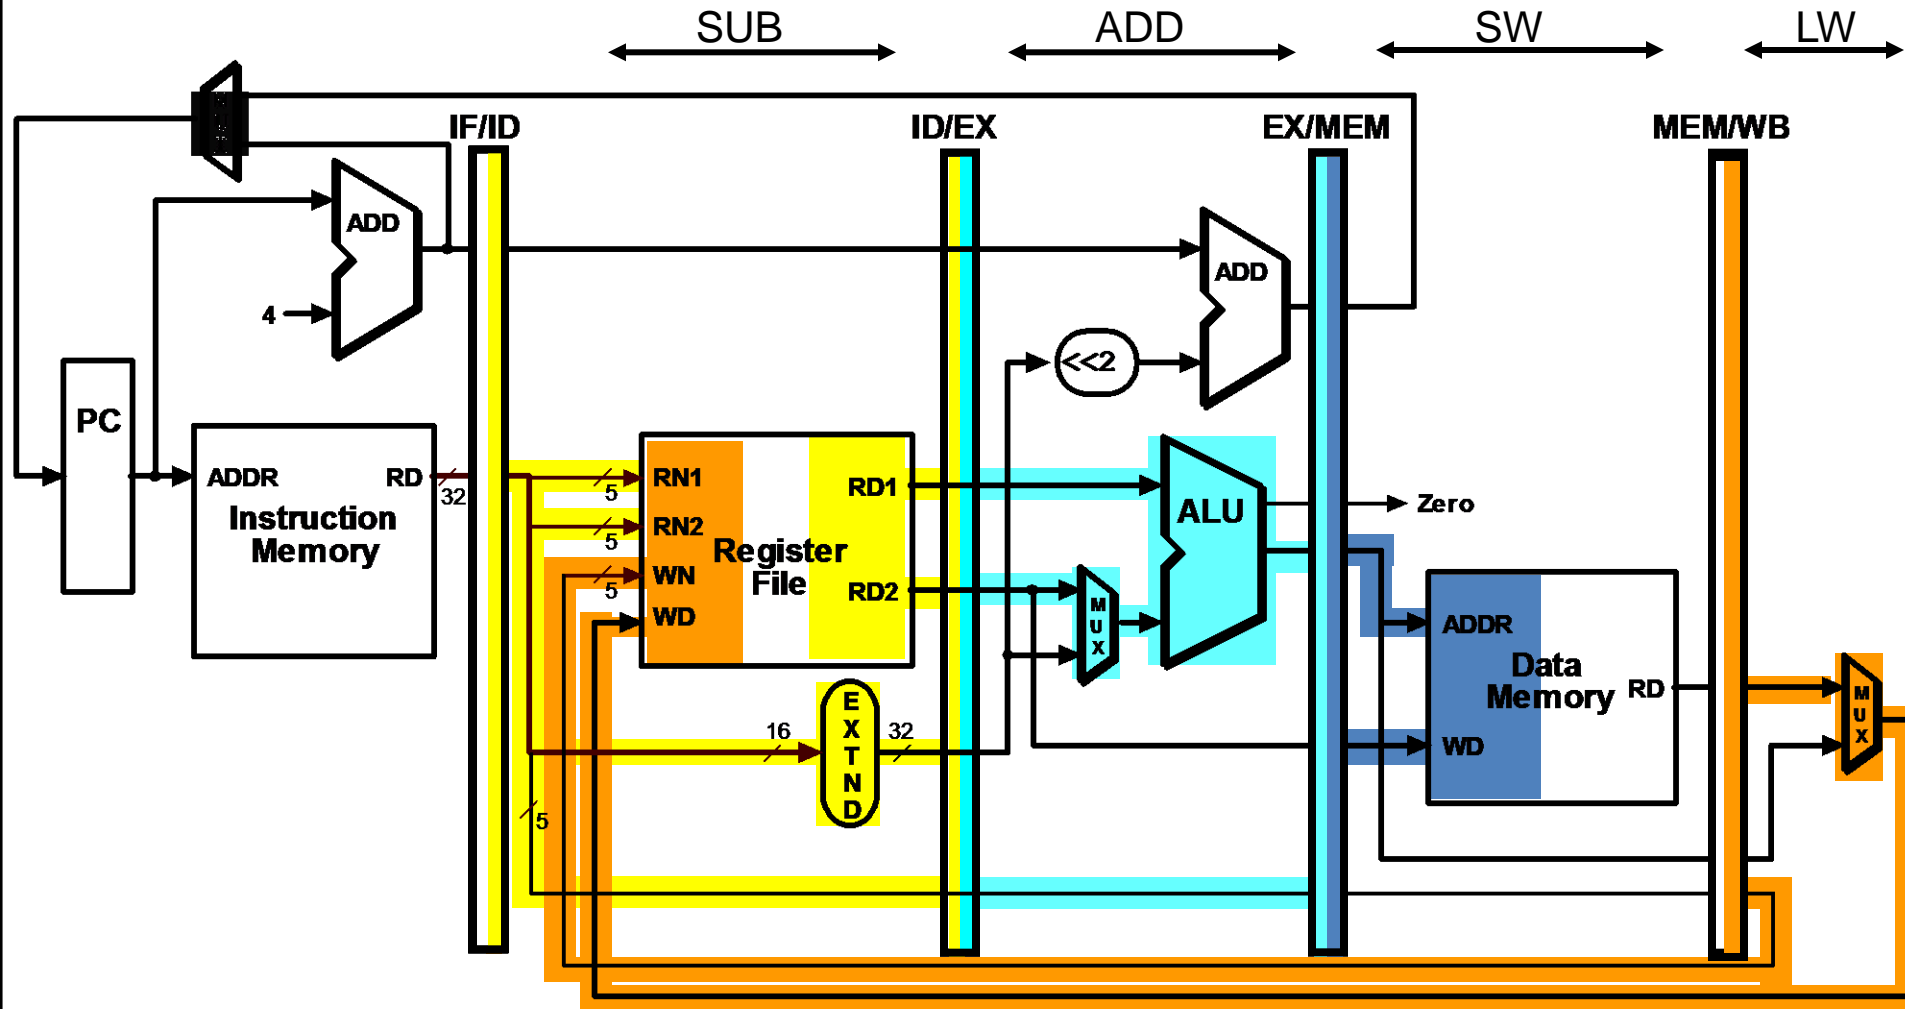 SUB
ADD
SW
LW
IF/ID
ID/EX
EX/MEM
MEM/WB
ADD
4
ADD
<<2
PC
ADDR
RD
32
Instruction
Memory
5
RN1
5
RN2
5
WN
WD
Register
File
RD1
RD2
16
E
X
T
N
D
32
5
M
U
X
ALU
Zero
ADDR
Data
Memory
RD
WD
M
U
X